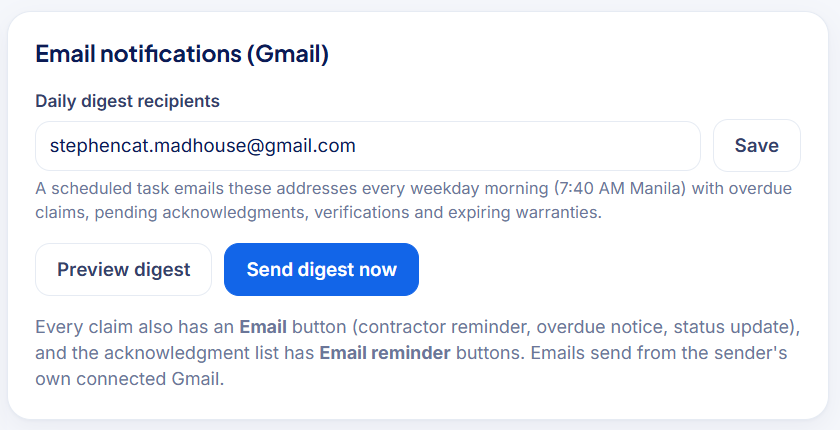 Email notifications (Gmail)
Daily digest recipients
stephencat.madhouse@gmail.com
Save
A scheduled task emails these addresses every weekday morning (7:40 AM Manila) with overdue
claims, pending acknowledgments, verifications and expiring warranties.
Preview digest
Send digest now
Every claim also has an Email button (contractor reminder, overdue notice, status update),
and the acknowledgment list has Email reminder buttons. Emails send from the sender's
own connected Gmail.